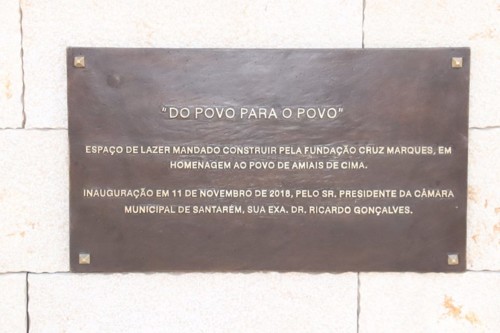 "DO POVO PARA O POVO"
ESPAÇO DE LAZER MANDADO CONSTRUIR PELA FUNDAÇÃO CRUZ MARQUES, EM
HOMENAGEM AO POVO DE AMIAIS DE CIMA.
INAUGURAÇÃO EM 11 DE NOVEMBRO DE 2018, PELO SR. PRESIDENTE DA CÂMARA
MUNICIPAL DE SANTARÉM, SUA EXA. DR. RICARDO GONÇALVES.